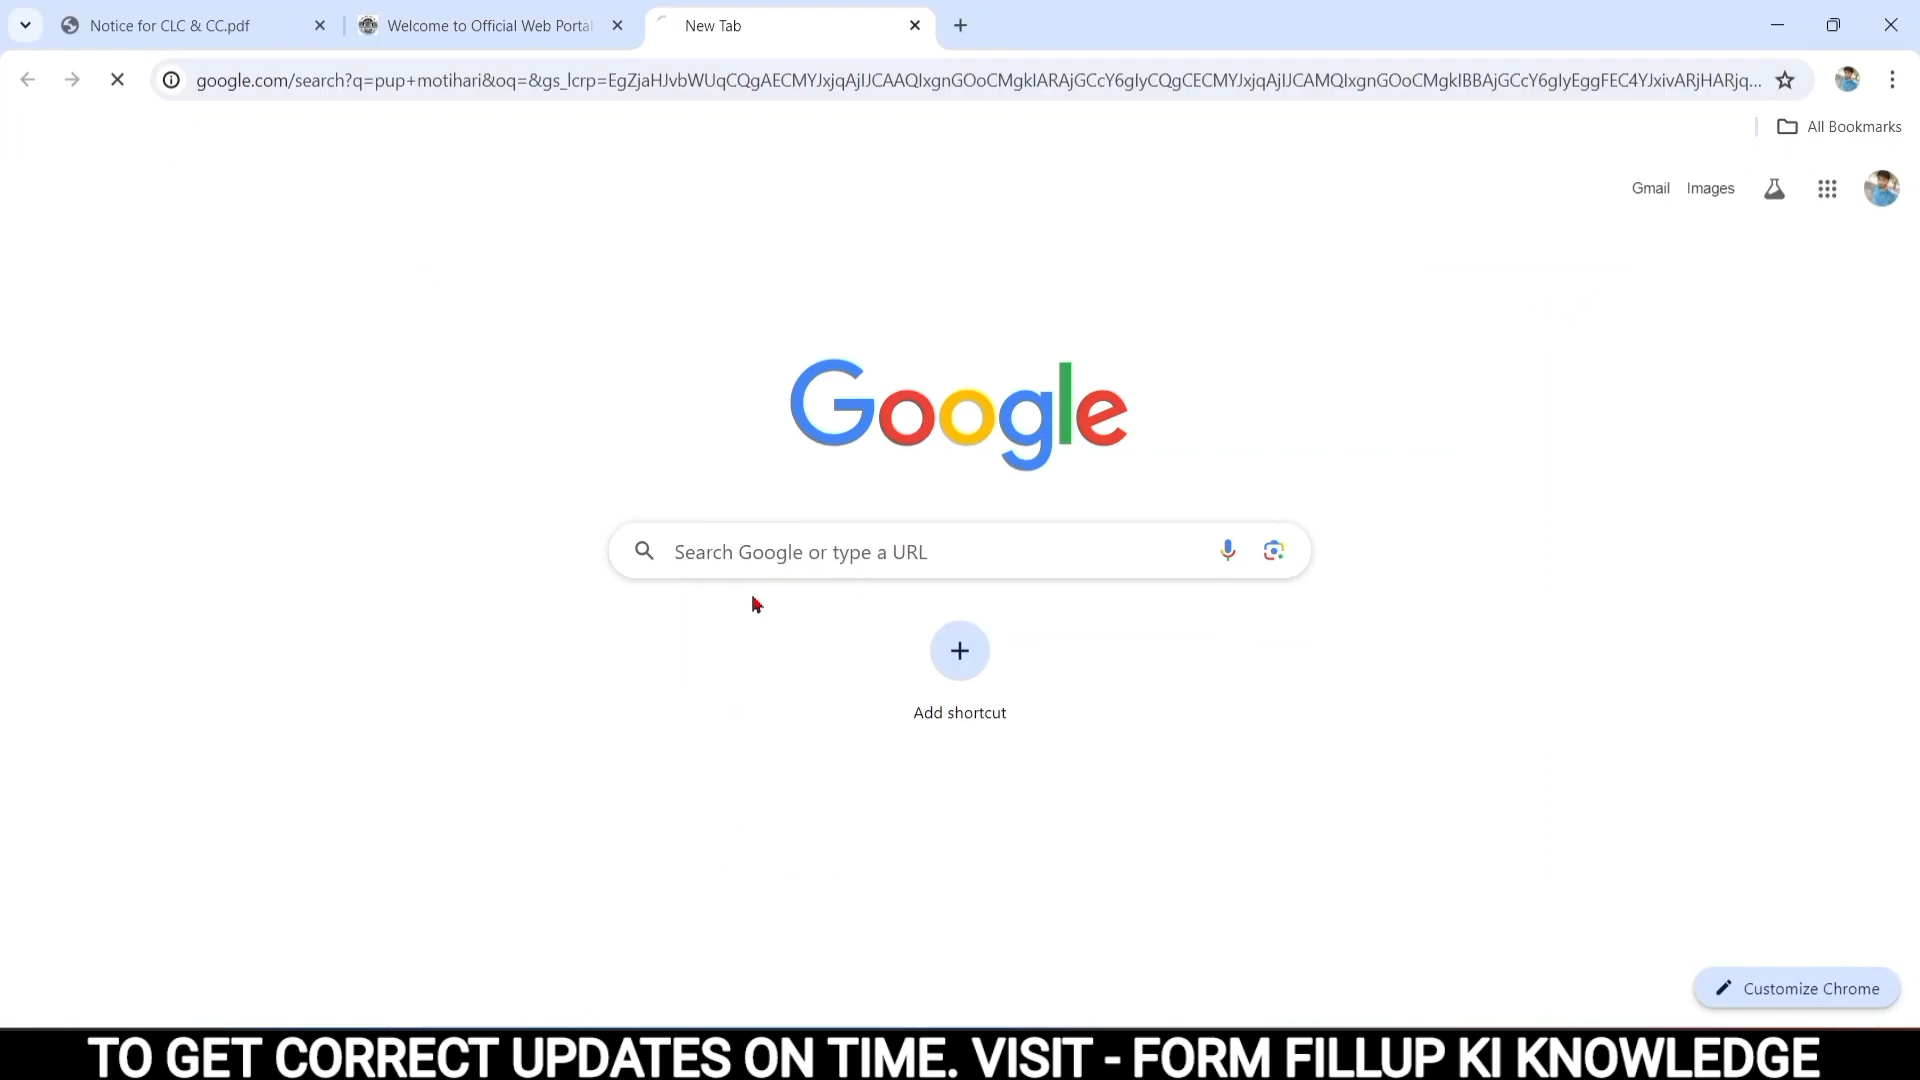 Notice for CLC & CC.pdf
Welcome to Official Web Porta
New Tab
google.com/search?q=pup+motihari&oq=&gs_lcrp=EgZjaHJvbWUqCQgAECMYJxjqAjIJCAAQIxgnGOoCMgkIARAjGCcY6gIyCQgCECMYJxjqAjIJCAMQIxgnGOoCMgkIBBAjGCcY6gIyEggFEC4YJxivARjHARjq...
All Bookmarks
Gmail Images
Google
Search Google or type a URL
Add shortcut
Customize Chrome
TO GET CORRECT UPDATES ON TIME. VISIT - FORM FILLUP KI KNOWLEDGE